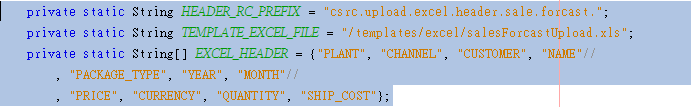 private static String HEADER_RC_PREFIX = "csrc.upload.excel.header.sale.forcast.";
private static String TEMPLATE_EXCEL_FILE = "/templates/excel/salesForcastUpload.xls";
private static String[] EXCEL_HEADER = {"PLANT", "CHANNEL", "CUSTOMER", "NAME"//
, "PACKAGE_TYPE", "YEAR", "MONTH"//
, "PRICE", "CURRENCY", "QUANTITY", "SHIP_COST"};